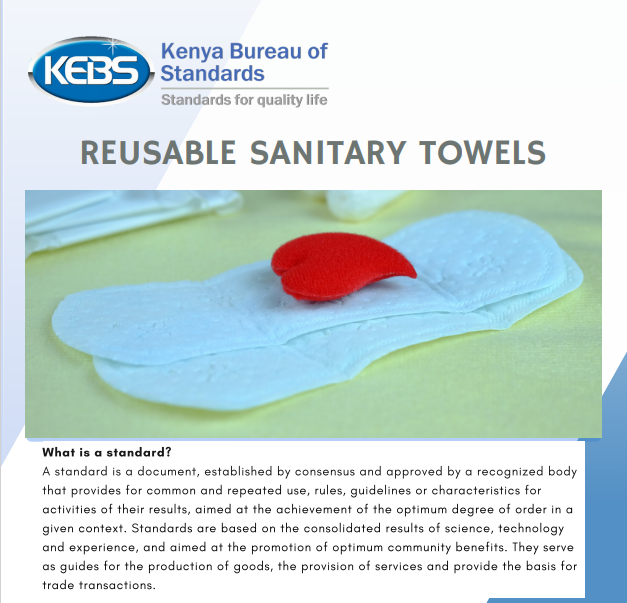 KEBS
Kenya Bureau of
Standards
Standards for quality life
REUSABLE SANITARY TOWELS
What is a standard?
A standard is a document, established by consensus and approved by a recognized body
that provides for common and repeated use, rules, guidelines or characteristics for
activities of their results, aimed at the achievement of the optimum degree of order in a
given context. Standards are based on the consolidated results of science, technology
and experience, and aimed at the promotion of optimum community benefits. They serve
as guides for the production of goods, the provision of services and provide the basis for
trade transactions.